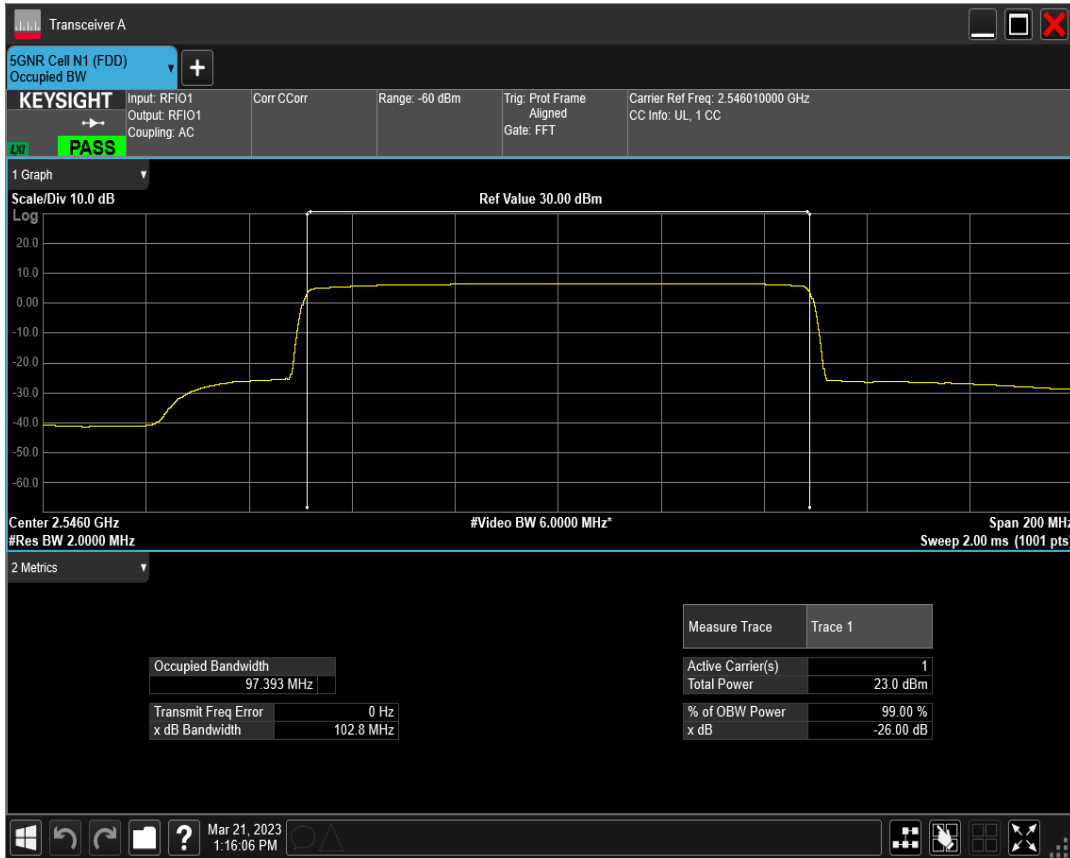 Transceiver A
5GNR Cell N1 (FDD)
Occupied BW
+
KEYSIGHT
LXI
PASS
Input: RFIO1
Output: RFIO1
Coupling: AC
Corr CCorr
Range: -60 dBm
Trig: Prot Frame
Aligned
Gate: FFT
Carrier Ref Freq: 2.546010000 GHz
CC Info: UL, 1 CC
1 Graph
Scale/Div 10.0 dB
Ref Value 30.00 dBm
Log
20.0
10.0
0.00
-10.0
-20.0
-30.0
-40.0
-50.0
-60.0
Center 2.5460 GHz
#Video BW 6.0000 MHz*
Span 200 MHz
#Res BW 2.0000 MHz
Sweep 2.00 ms (1001 pts)
2 Metrics
Measure Trace Trace 1
Occupied Bandwidth
97.393 MHz
Active Carrier(s) 1
Total Power 23.0 dBm
Transmit Freq Error 0 Hz
x dB Bandwidth 102.8 MHz
% of OBW Power 99.00 %
x dB -26.00 dB
?
Mar 21, 2023
1:16:06 PM